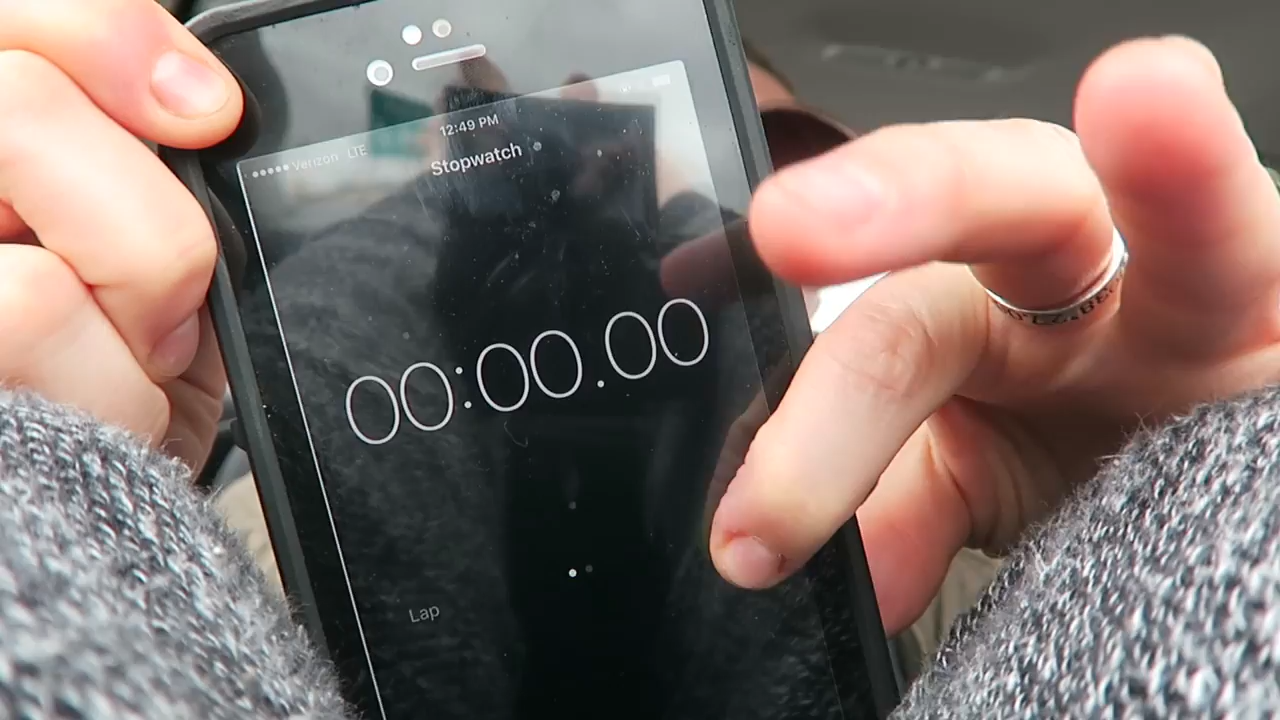 ●●●●● Verizon LTE
12:49 PM
Stopwatch
00:00.00
Lap